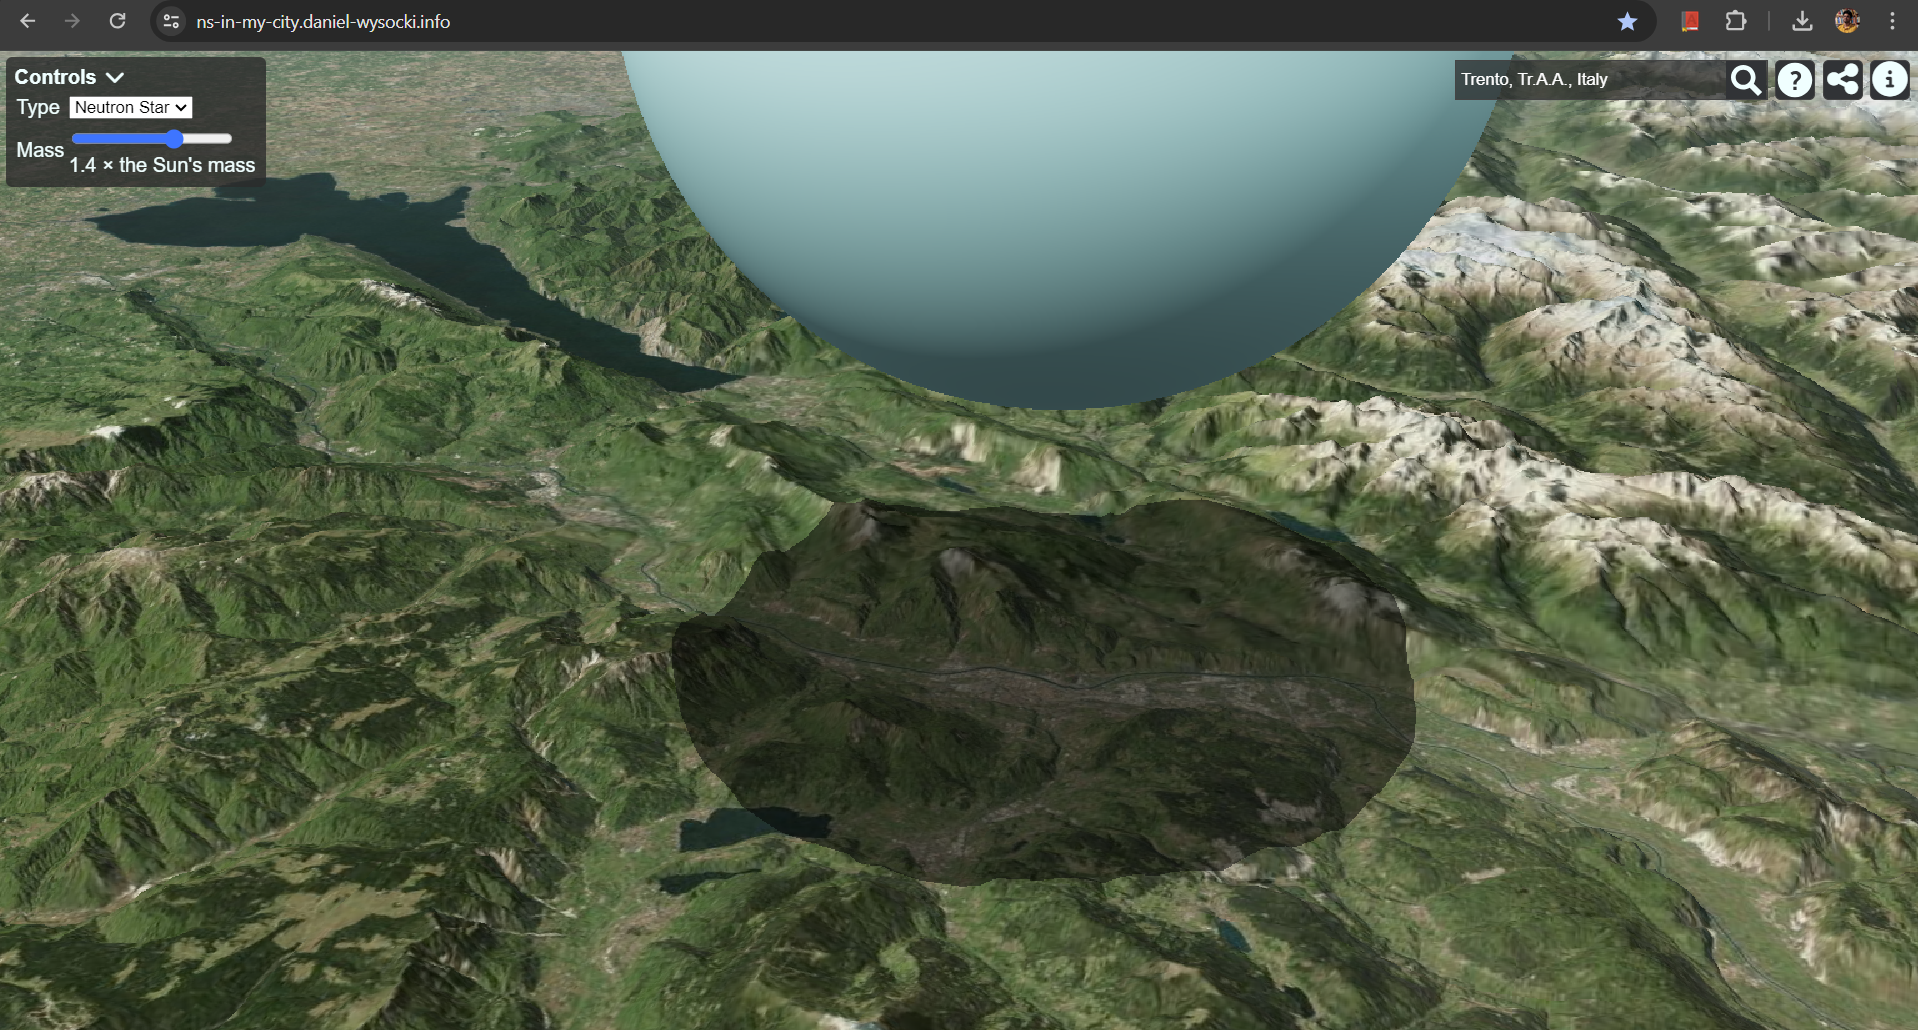 ns-in-my-city.daniel-wysocki.info
Controls
Type Neutron Star
Mass
1.4 × the Sun's mass
Trento, Tr.A.A., Italy